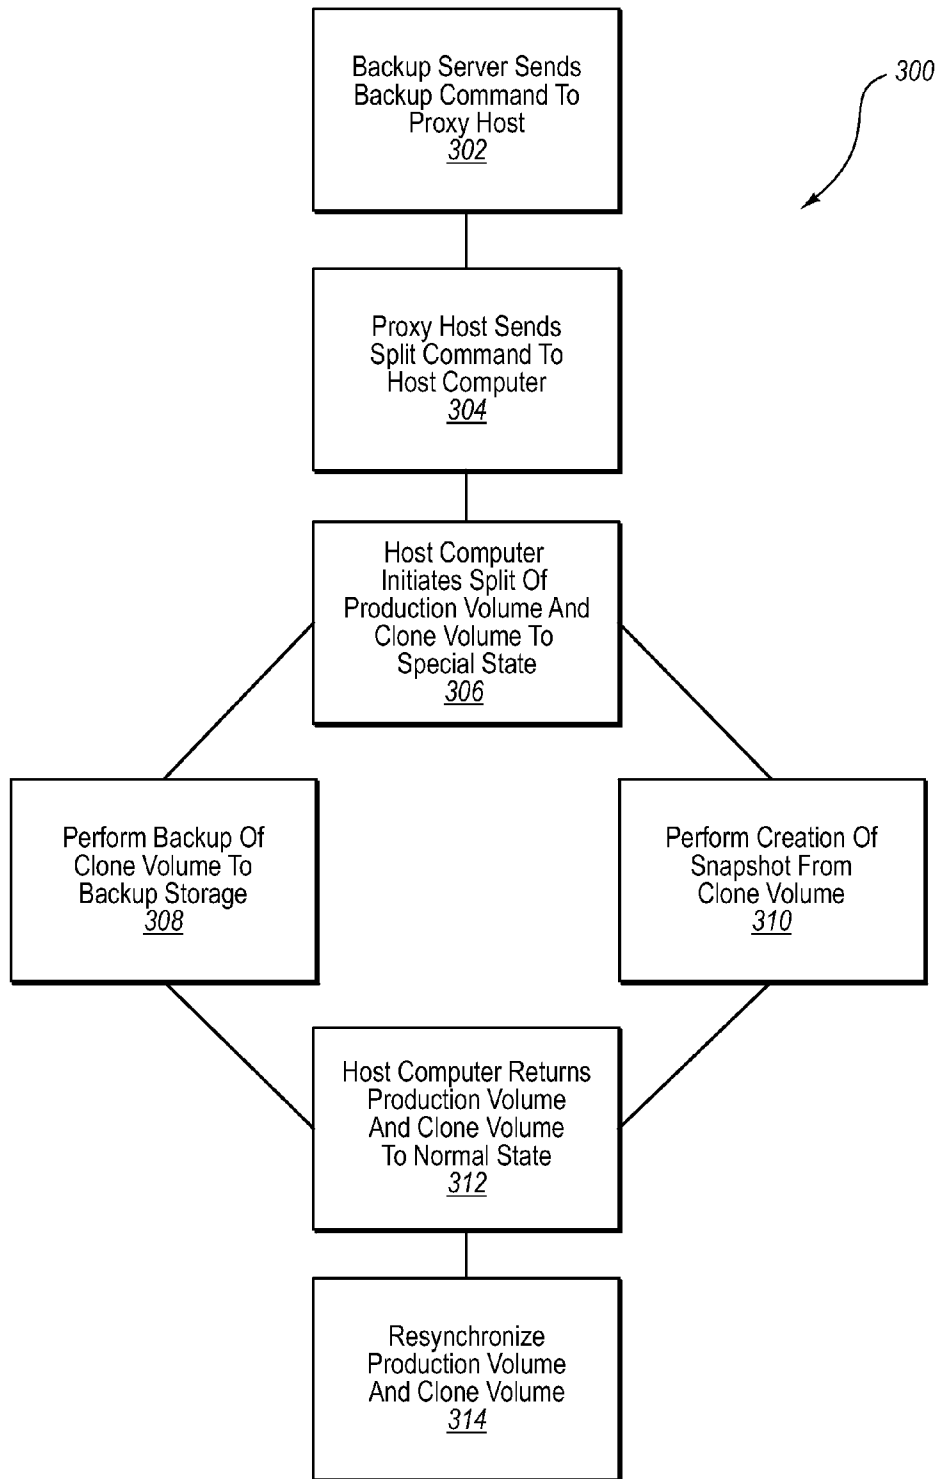 Backup Server Sends
Backup Command To
Proxy Host
302
300
Proxy Host Sends
Split Command To
Host Computer
304
Host Computer
Initiates Split Of
Production Volume And
Clone Volume To
Special State
306
Perform Backup Of
Clone Volume To
Backup Storage
308
Perform Creation Of
Snapshot From
Clone Volume
310
Host Computer Returns
Production Volume
And Clone Volume
To Normal State
312
Resynchronize
Production Volume
And Clone Volume
314